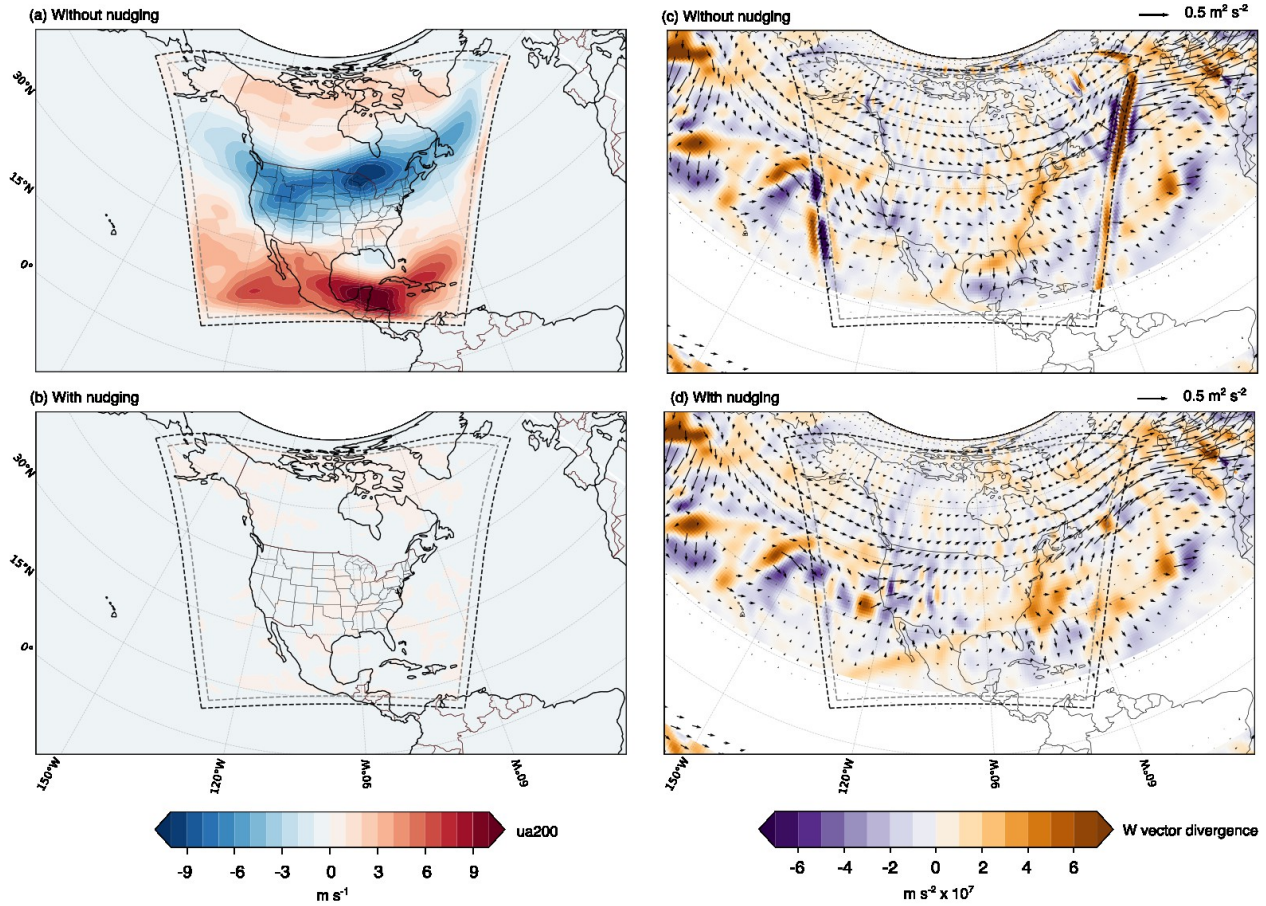 (a) Without nudging
(c) Without nudging
0.5 m² s⁻²
30°N
15°N
0°
(b) With nudging
(d) With nudging
0.5 m² s⁻²
30°N
15°N
0°
150°W
120°W
90°W
60°W
150°W
120°W
90°W
60°W
ua200
-9 -6 -3 0 3 6 9
m s⁻¹
W vector divergence
-6 -4 -2 0 2 4 6
m s⁻² x 10⁷